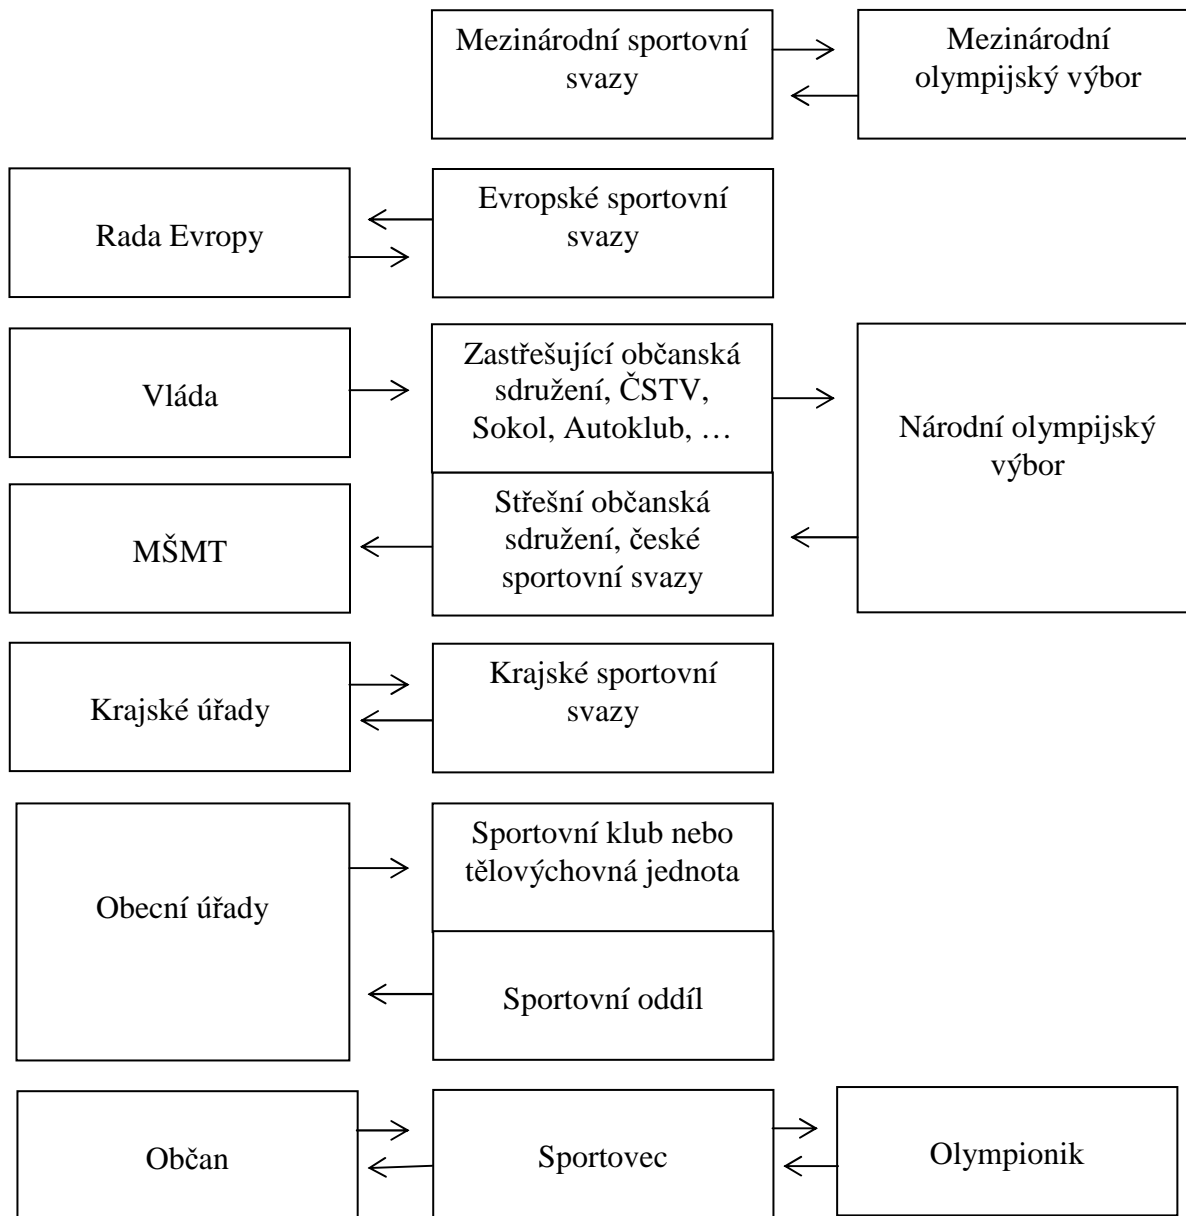 Mezinárodní sportovní
svazy
Mezinárodní
olympijský výbor
Rada Evropy
Evropské sportovní
svazy
Vláda
Zastřešující občanská
sdružení, ČSTV,
Sokol, Autoklub, …
Národní olympijský
výbor
MŠMT
Střešní občanská
sdružení, české
sportovní svazy
Krajské úřady
Krajské sportovní
svazy
Obecní úřady
Sportovní klub nebo
tělovýchovná jednota
Sportovní oddíl
Občan
Sportovec
Olympionik